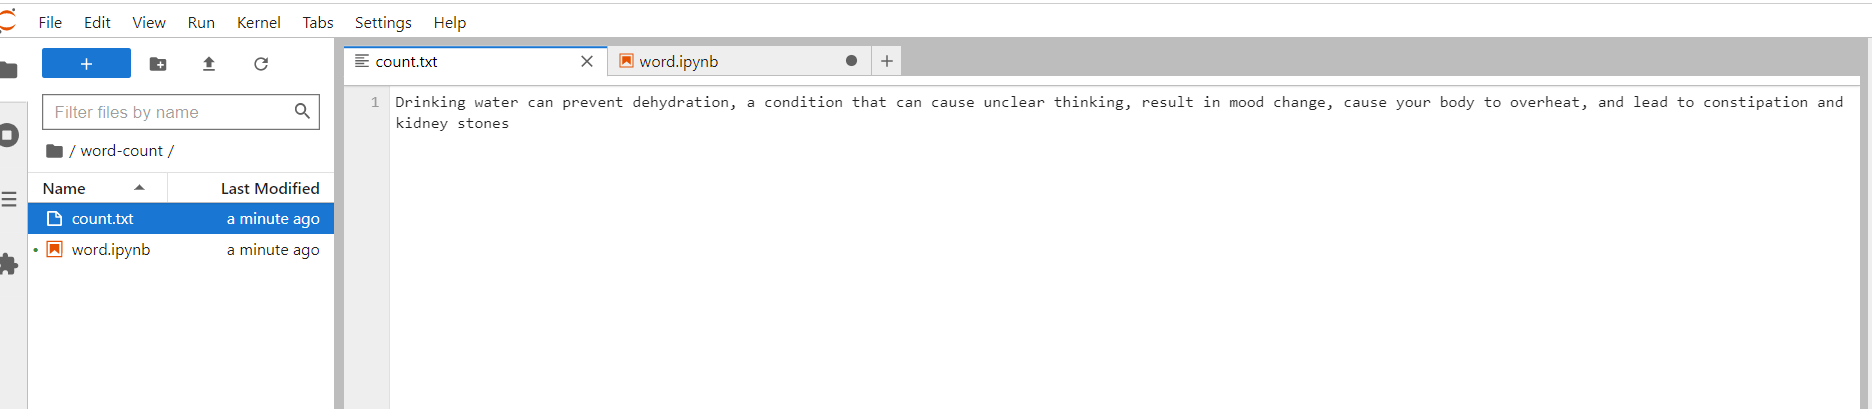 File Edit View Run Kernel Tabs Settings Help
+
Filter files by name
/ word-count /
Name Last Modified
count.txt a minute ago
word.ipynb a minute ago
count.txt word.ipynb +
1 Drinking water can prevent dehydration, a condition that can cause unclear thinking, result in mood change, cause your body to overheat, and lead to constipation and
kidney stones